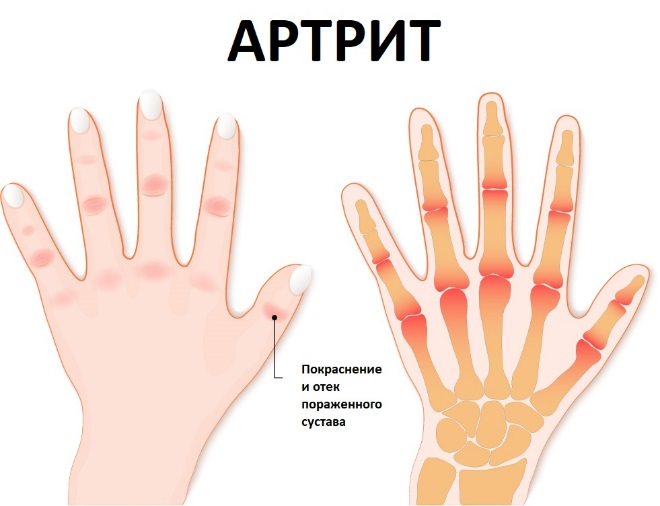 АРТРИТ
Покраснение
и отек
пораженного
сустава